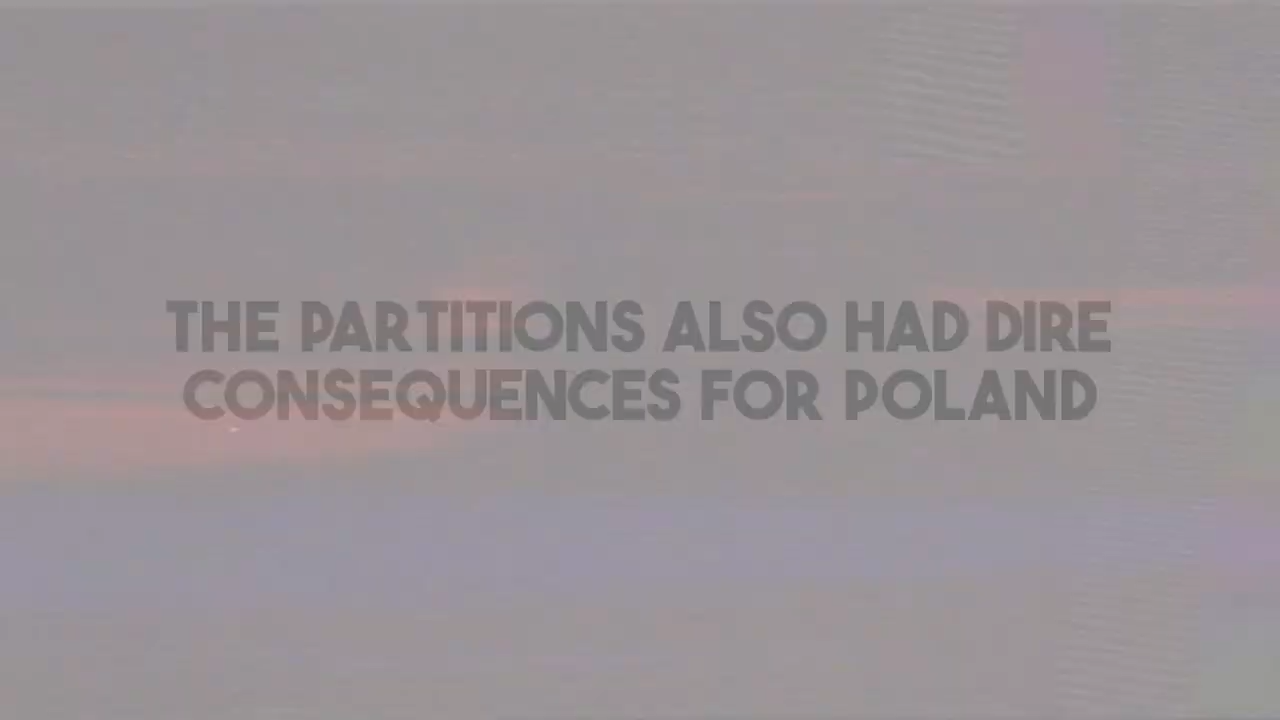 THE PARTITIONS ALSO HAD DIRE
CONSEQUENCES FOR POLAND